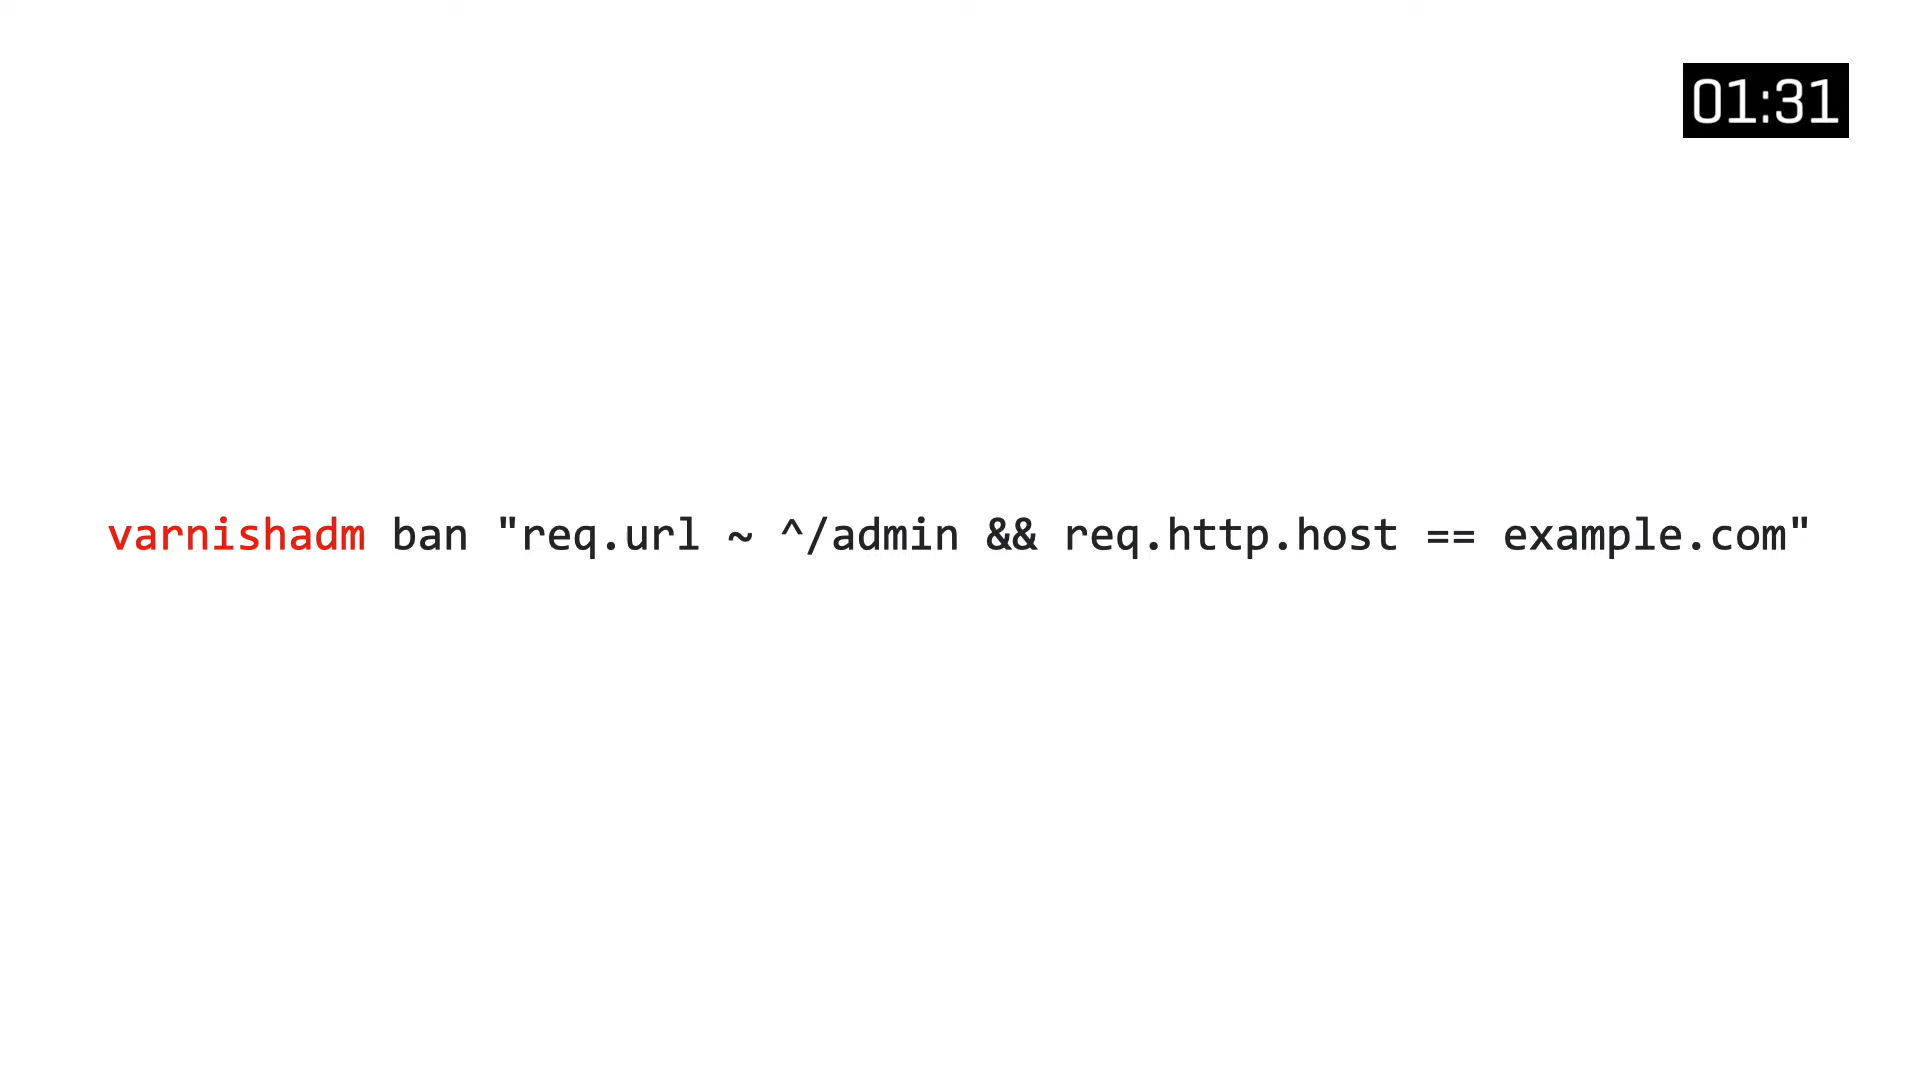 01:31
varnishadm ban "req.url ~ ^/admin && req.http.host == example.com"